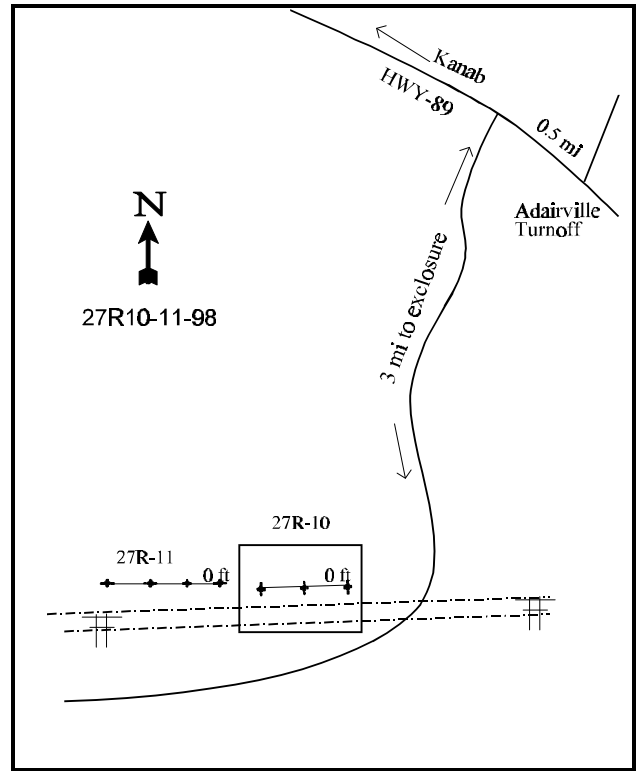 Kanab
HWY-89
0.5 mi
N
Adairville
Turnoff
3 mi to exclosure
27R10-11-98
27R-10
27R-11
0 ft
0 ft